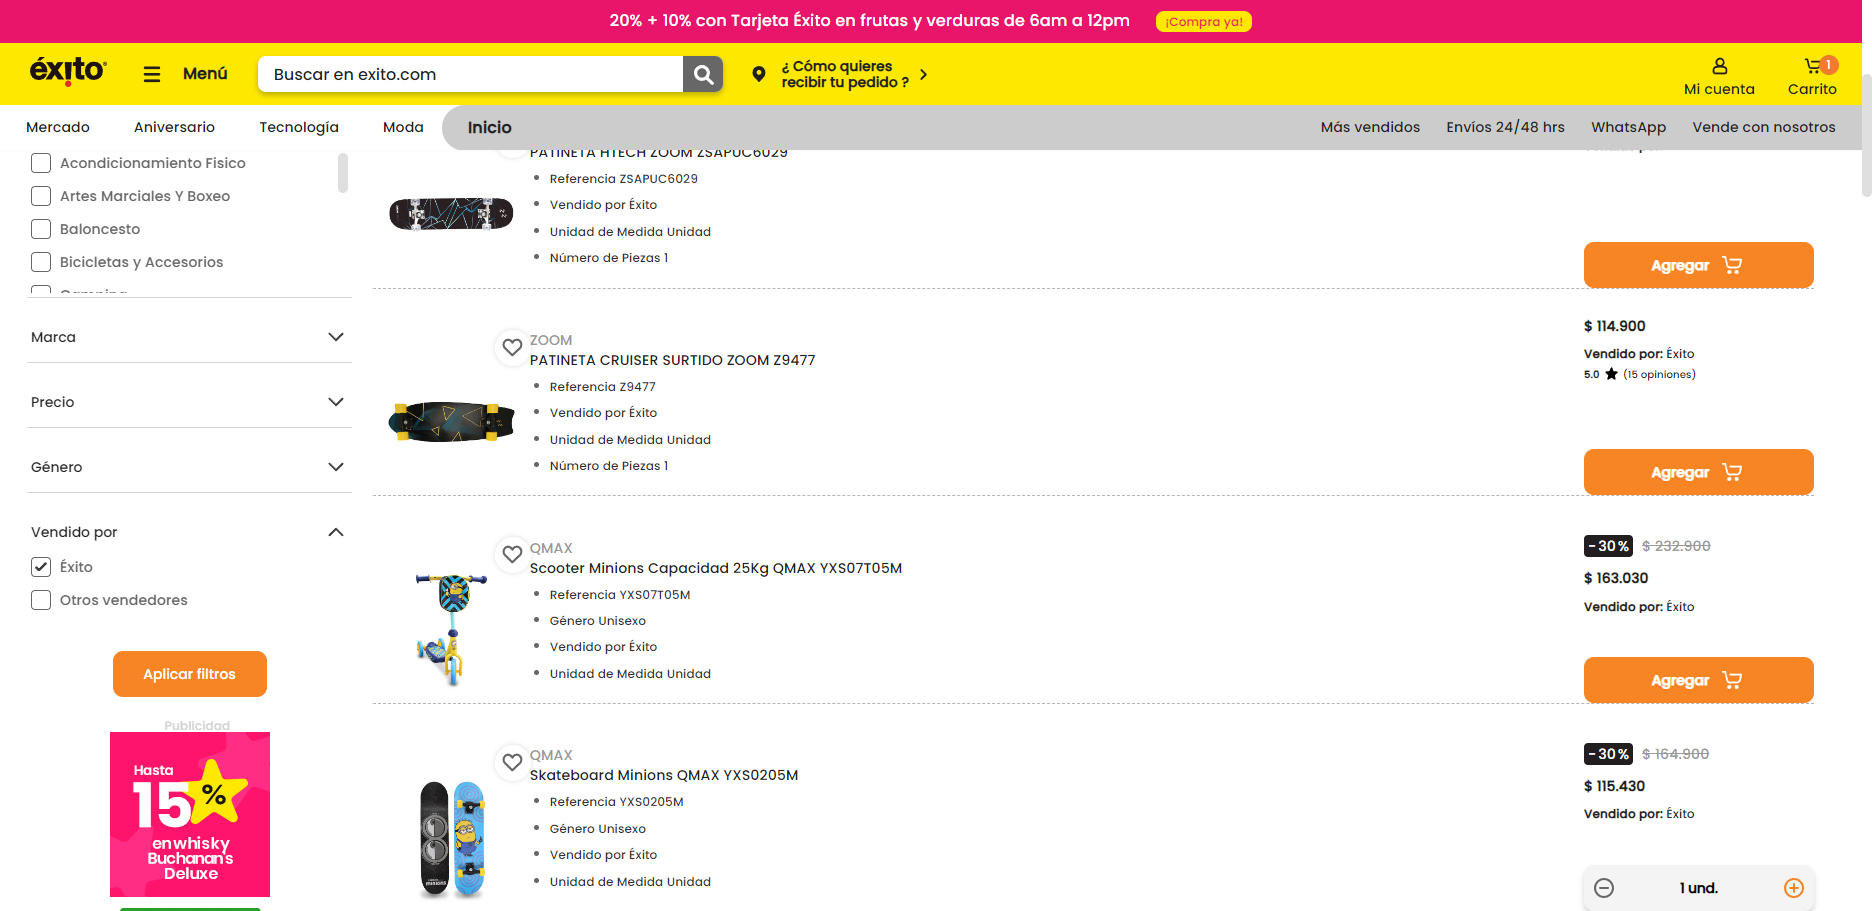 20% + 10% con Tarjeta Éxito en frutas y verduras de 6am a 12pm
¡Compra ya!
éxito
Menú
Buscar en exito.com
¿ Cómo quieres
recibir tu pedido ?
1
Mi cuenta
Carrito
Mercado
Aniversario
Tecnología
Moda
Inicio
Más vendidos
Envíos 24/48 hrs
WhatsApp
Vende con nosotros
Acondicionamiento Fisico
Artes Marciales Y Boxeo
Baloncesto
Bicicletas y Accesorios
Camping
Marca
Precio
Género
Vendido por
Éxito
Otros vendedores
Aplicar filtros
Publicidad
Hasta
15%
en whisky
Buchanan's
Deluxe
PATINETA HTECH ZOOM ZSAPUC6029
Referencia ZSAPUC6029
Vendido por Éxito
Unidad de Medida Unidad
Número de Piezas 1
Agregar
ZOOM
PATINETA CRUISER SURTIDO ZOOM Z9477
Referencia Z9477
Vendido por Éxito
Unidad de Medida Unidad
Número de Piezas 1
$ 114.900
Vendido por: Éxito
5.0 (15 opiniones)
Agregar
QMAX
Scooter Minions Capacidad 25Kg QMAX YXS07T05M
Referencia YXS07T05M
Género Unisexo
Vendido por Éxito
Unidad de Medida Unidad
-30% $ 232.900
$ 163.030
Vendido por: Éxito
Agregar
QMAX
Skateboard Minions QMAX YXS0205M
Referencia YXS0205M
Género Unisexo
Vendido por Éxito
Unidad de Medida Unidad
-30% $ 164.900
$ 115.430
Vendido por: Éxito
1 und.